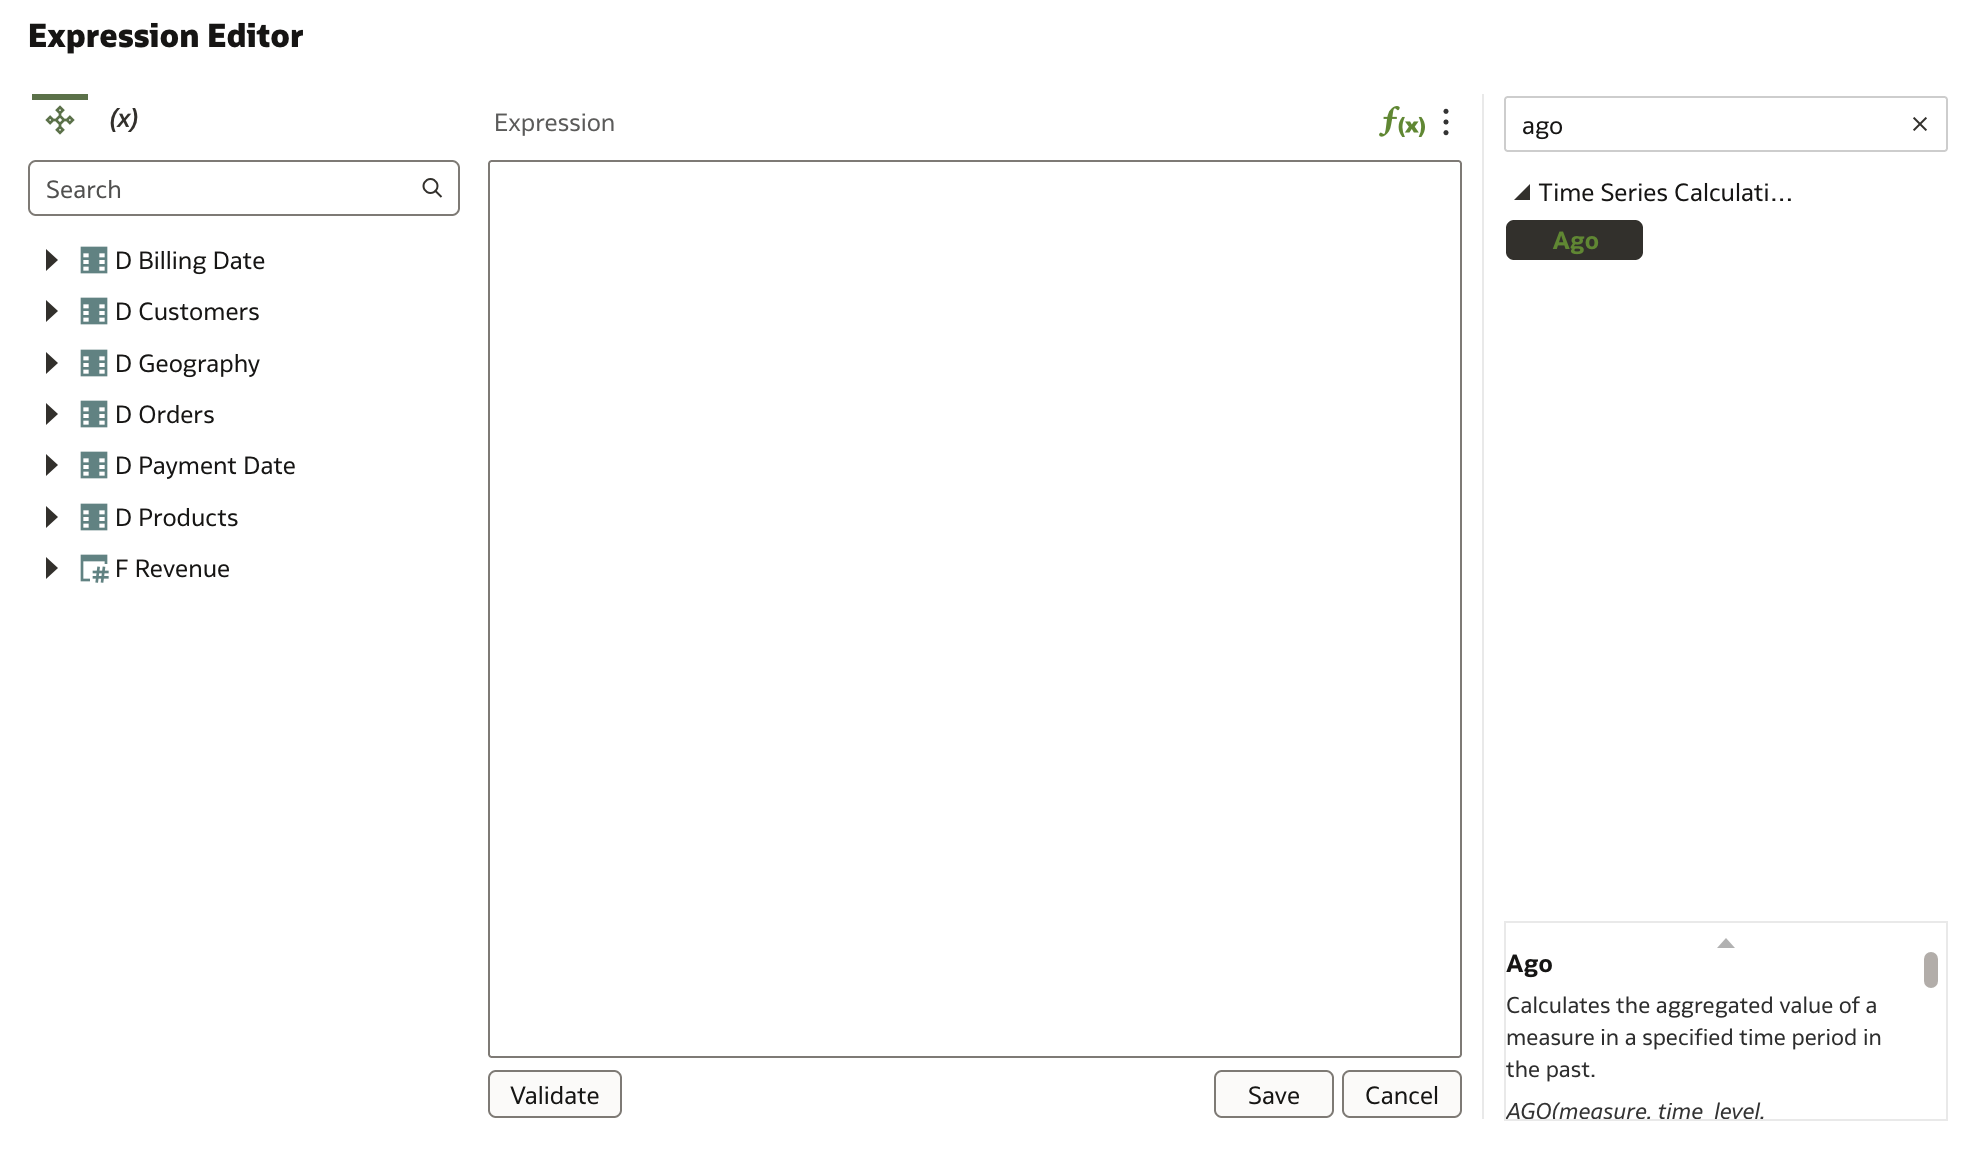 Expression Editor
(x)
Search
D Billing Date
D Customers
D Geography
D Orders
D Payment Date
D Products
F Revenue
Expression
f(x)
Validate
Save
Cancel
ago
Time Series Calculati...
Ago
Ago
Calculates the aggregated value of a
measure in a specified time period in
the past.
AGO(measure, time_level,